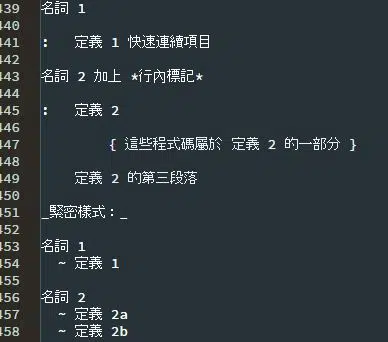 439 名詞 1
440
441 :   定義 1 快速連續項目
442
443 名詞 2 加上 *行內標記*
444
445 :   定義 2
446
447         { 這些程式碼屬於 定義 2 的一部分 }
448
449     定義 2 的第三段落
450
451 _緊密樣式：_
452
453 名詞 1
454   ~ 定義 1
455
456 名詞 2
457   ~ 定義 2a
458   ~ 定義 2b